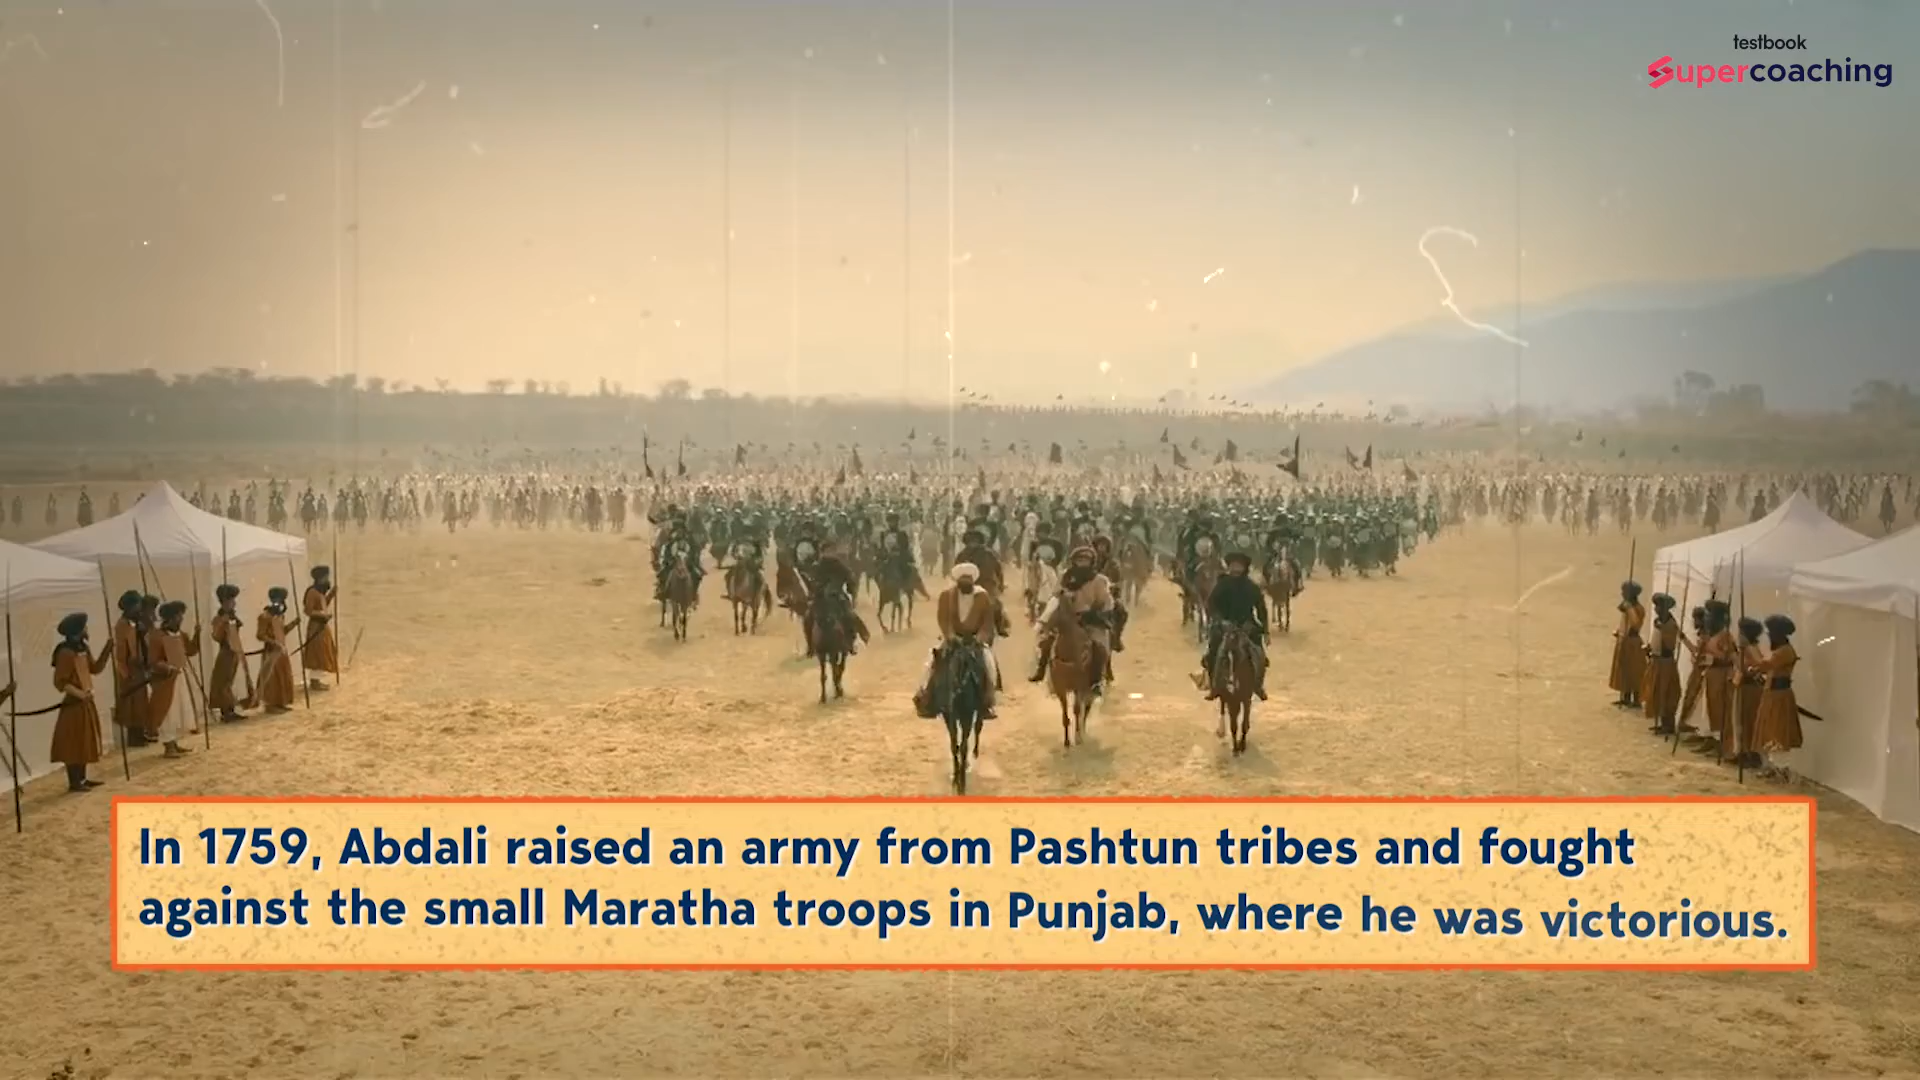 testbook
Supercoaching
In 1759, Abdali raised an army from Pashtun tribes and fought
against the small Maratha troops in Punjab, where he was victorious.